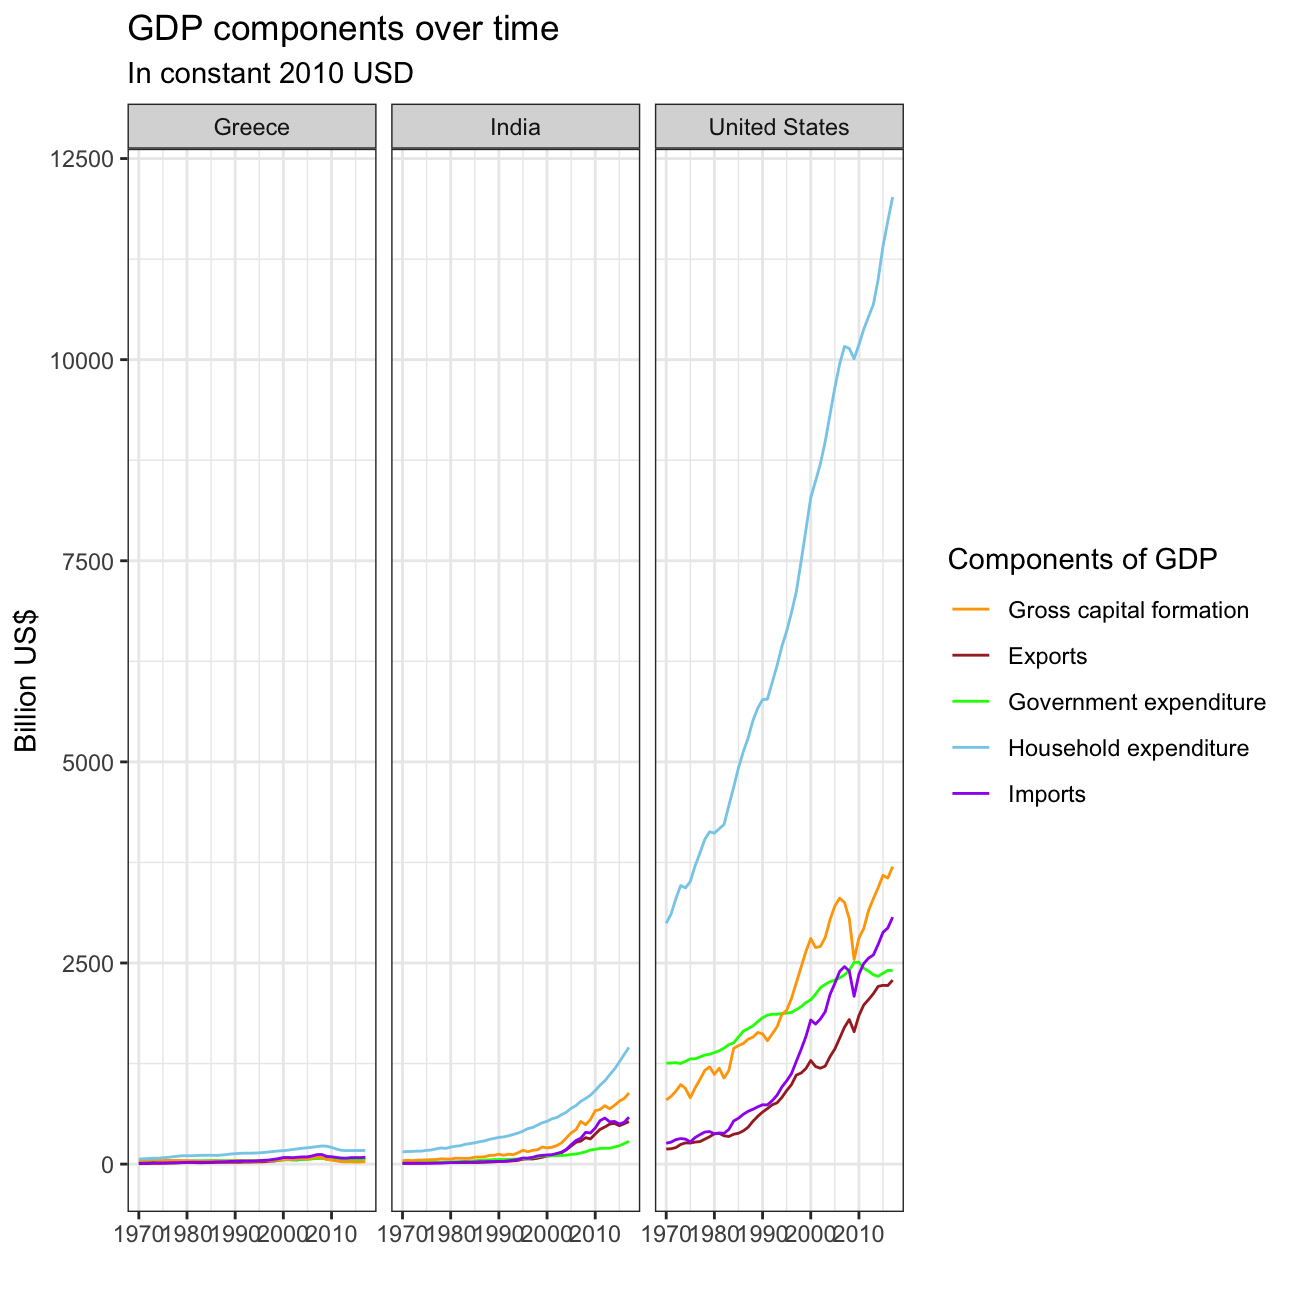 GDP components over time
In constant 2010 USD
Greece
India
United States
12500
10000
7500
5000
2500
0
Billion US$
1970 1980 1990 2000 2010
1970 1980 1990 2000 2010
1970 1980 1990 2000 2010
Components of GDP
Gross capital formation
Exports
Government expenditure
Household expenditure
Imports